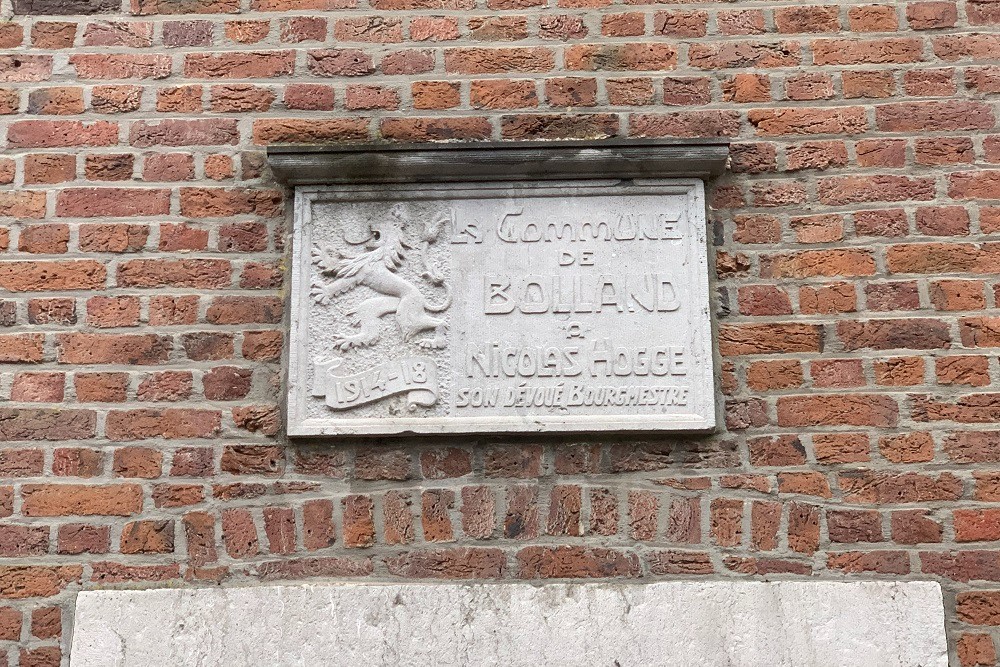 La Commune
DE
BOLLAND
A
NICOLAS HOGGE
SON DÉVOUÉ BOURGMESTRE
1914-18